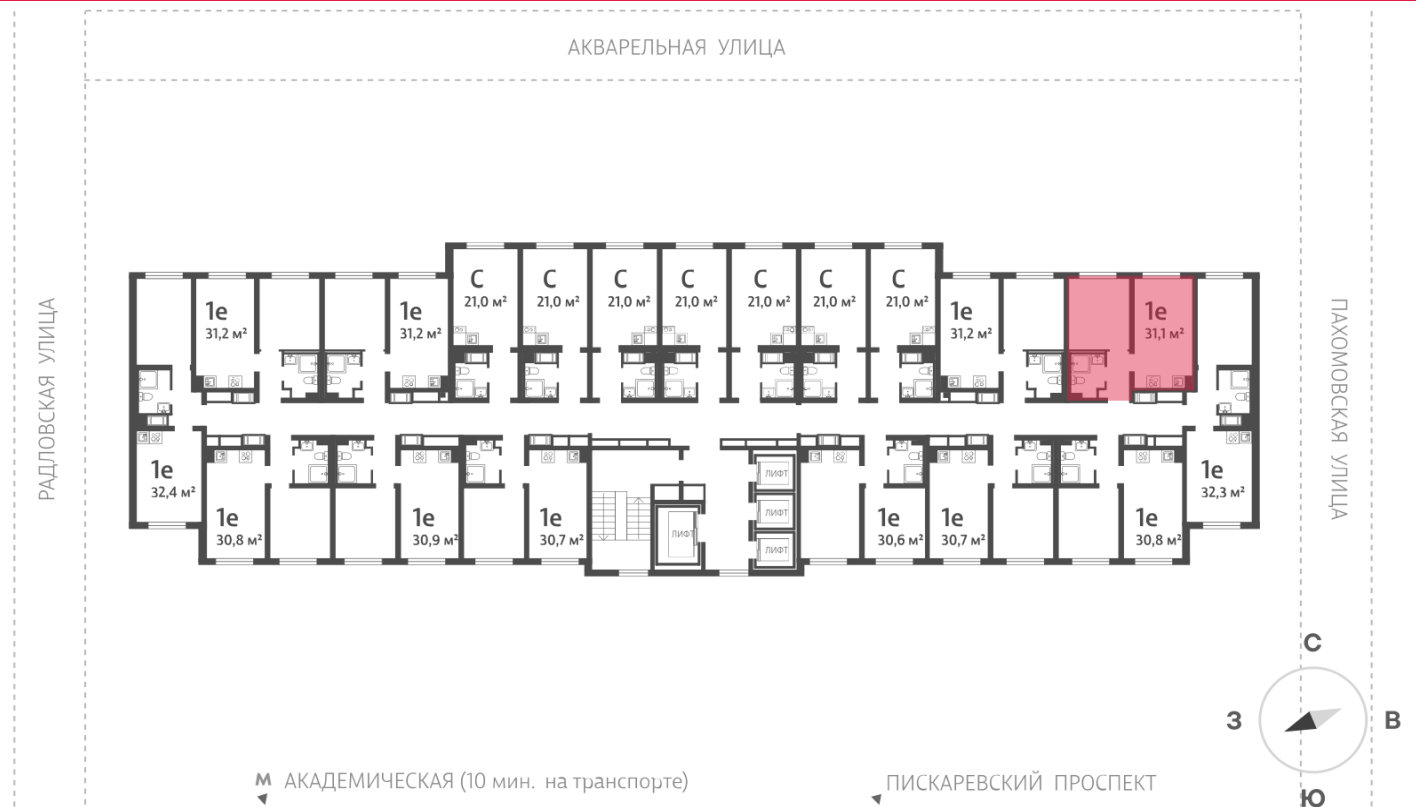 АКВАРЕЛЬНАЯ УЛИЦА
РАДЛОВСКАЯ УЛИЦА
ПАХОМОВСКАЯ УЛИЦА
С
21,0 м²
С
21,0 м²
С
21,0 м²
С
21,0 м²
С
21,0 м²
С
21,0 м²
С
21,0 м²
1е
31,2 м²
1е
31,2 м²
1е
31,2 м²
1е
31,1 м²
1е
32,4 м²
1е
32,3 м²
1е
30,8 м²
1е
30,9 м²
1е
30,7 м²
1е
30,6 м²
1е
30,7 м²
1е
30,8 м²
ЛИФТ
ЛИФТ
ЛИФТ
ЛИФТ
С
З
В
Ю
М АКАДЕМИЧЕСКАЯ (10 мин. на транспорте)
ПИСКАРЕВСКИЙ ПРОСПЕКТ